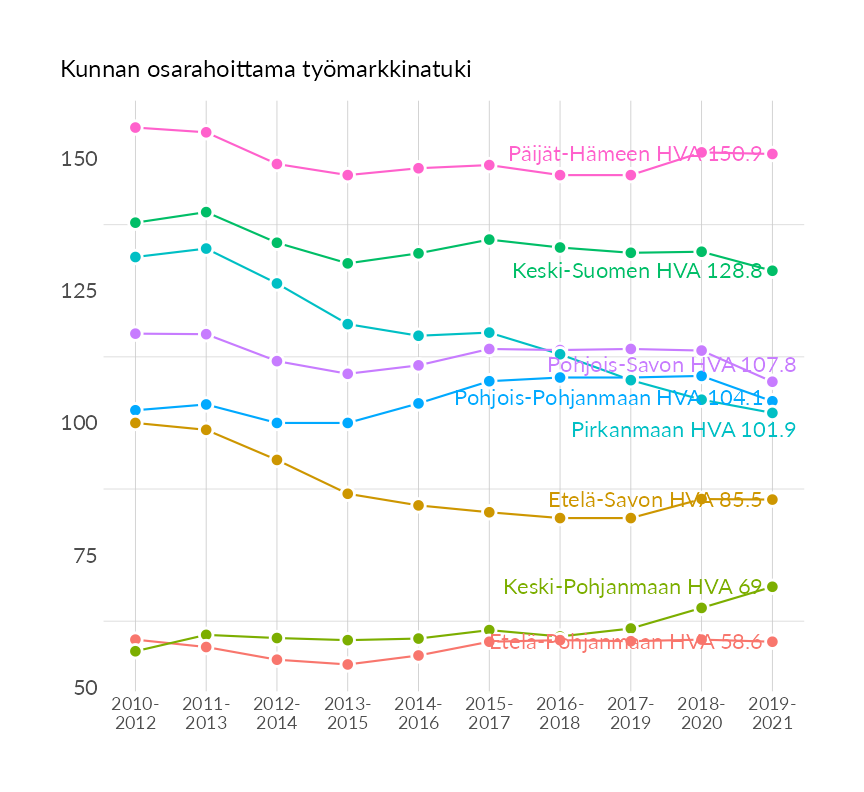 Kunnan osarahoittama työmarkkinatuki
150
Päijät-Hämeen HVA 150.9
Keski-Suomen HVA 128.8
125
Pohjois-Savon HVA 107.8
Pohjois-Pohjanmaan HVA 104.1
100
Pirkanmaan HVA 101.9
Etelä-Savon HVA 85.5
75
Keski-Pohjanmaan HVA 69
Etelä-Pohjanmaan HVA 58.6
50
2010-
2012
2011-
2013
2012-
2014
2013-
2015
2014-
2016
2015-
2017
2016-
2018
2017-
2019
2018-
2020
2019-
2021